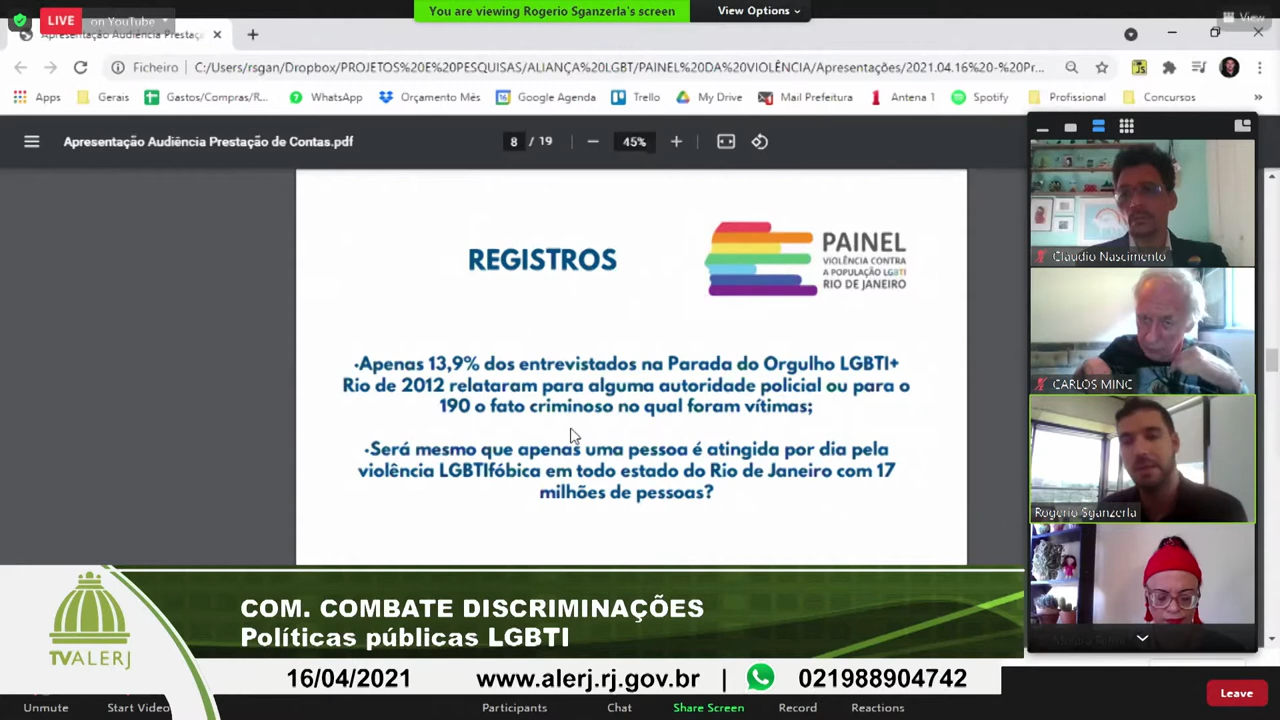 You are viewing Rogerio Sganzerla's screen
View Options
LIVE
on YouTube
View
Apresentação Audiência Prestaçã
Ficheiro
C:/Users/rsgan/Dropbox/PROJETOS%20E%20PESQUISAS/ALIANÇA%20LGBT/PAINEL%20DA%20VIOLÊNCIA/Apresentações/2021.04.16%20-%20Pr...
Apps
Gerais
Gastos/Compras/R...
WhatsApp
Orçamento Mês
Google Agenda
Trello
My Drive
Mail Prefeitura
Antena 1
Spotify
Profissional
Concursos
»
Apresentação Audiência Prestação de Contas.pdf
8 / 19
45%
REGISTROS
PAINEL
VIOLÊNCIA CONTRA
A POPULAÇÃO LGBTI
RIO DE JANEIRO
•Apenas 13,9% dos entrevistados na Parada do Orgulho LGBTI+
Rio de 2012 relataram para alguma autoridade policial ou para o
190 o fato criminoso no qual foram vítimas;
•Será mesmo que apenas uma pessoa é atingida por dia pela
violência LGBTIfóbica em todo estado do Rio de Janeiro com 17
milhões de pessoas?
Claudio Nascimento
CARLOS MINC
Rogerio Sganzerla
TVALERJ
COM. COMBATE DISCRIMINAÇÕES
Políticas públicas LGBTI
16/04/2021
www.alerj.rj.gov.br |
021988904742
Unmute
Start Video
Participants
Chat
Share Screen
Record
Reactions
Leave